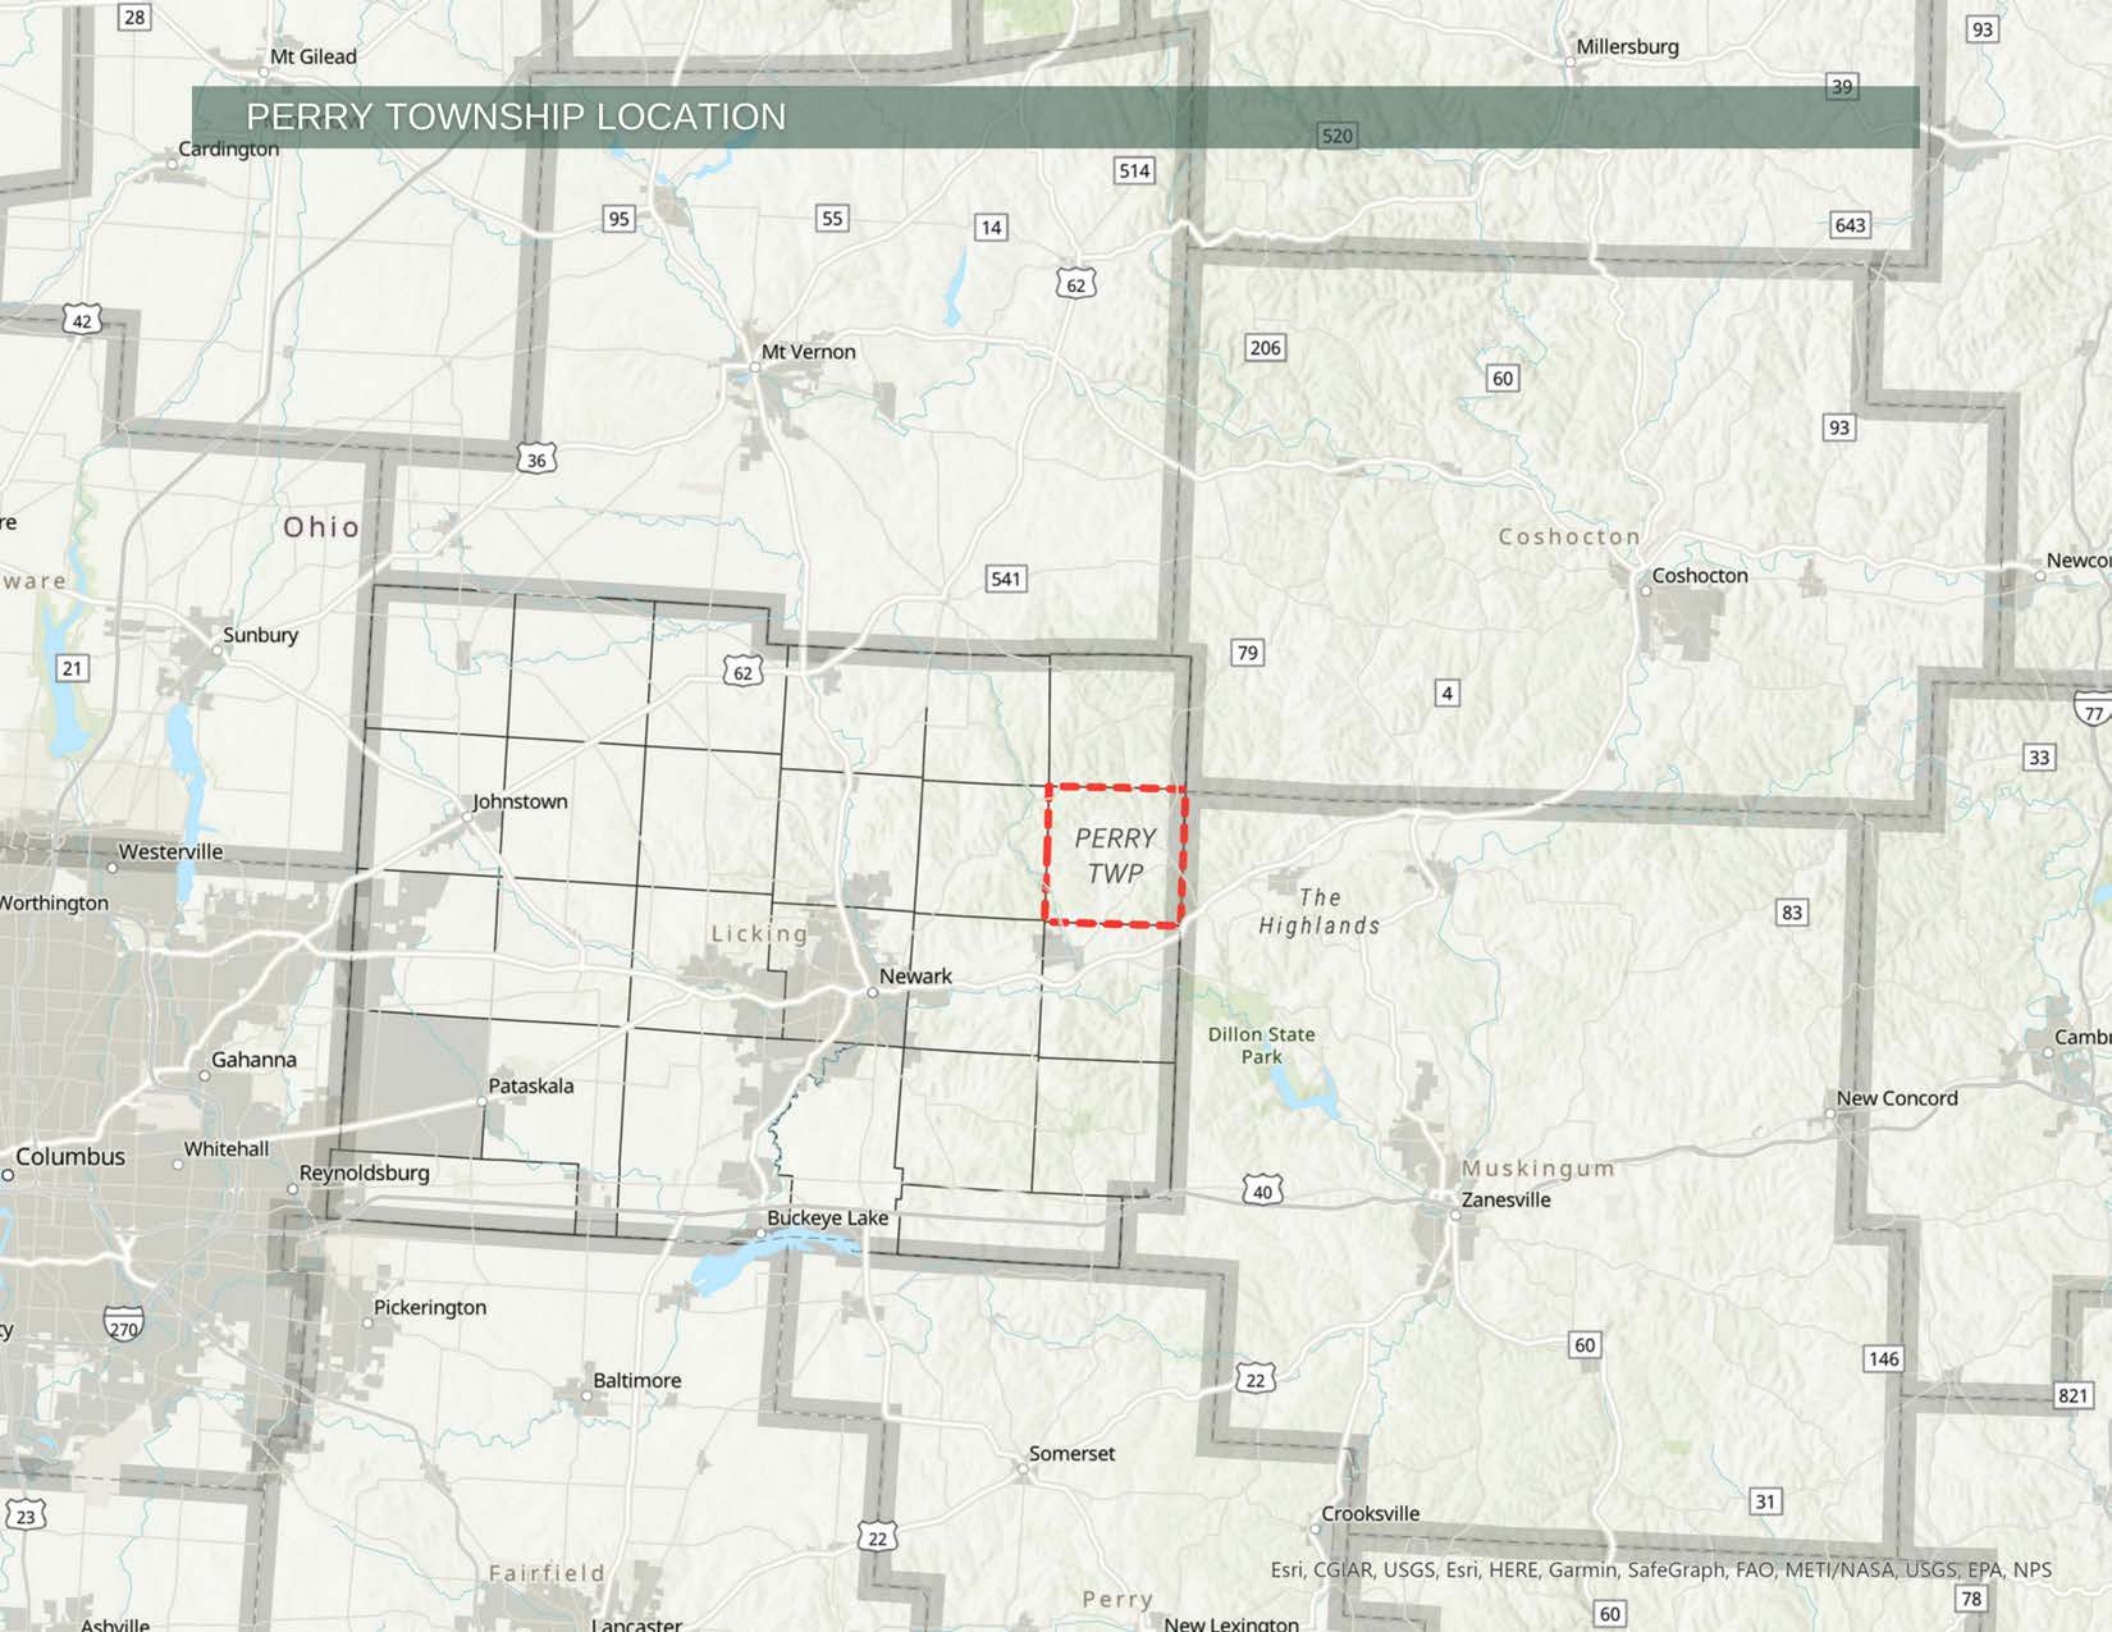 28
Mt Gilead
Millersburg
93
39
PERRY TOWNSHIP LOCATION
520
Cardington
514
95
55
14
643
62
42
Mt Vernon
206
60
93
36
Ohio
re
Coshocton
541
Newco
ware
Coshocton
Sunbury
79
21
62
4
77
33
Johnstown
PERRY
TWP
Westerville
Worthington
The
Highlands
83
Licking
Newark
Dillon State
Park
Camb
Gahanna
Pataskala
New Concord
Columbus
Whitehall
Reynoldsburg
Muskingum
40
Zanesville
Buckeye Lake
Pickerington
270
ty
60
146
Baltimore
22
821
Somerset
31
23
Crooksville
22
Esri, CGIAR, USGS, Esri, HERE, Garmin, SafeGraph, FAO, METI/NASA, USGS, EPA, NPS
Fairfield
Perry
78
60
Ashville
Lancaster
New Lexington